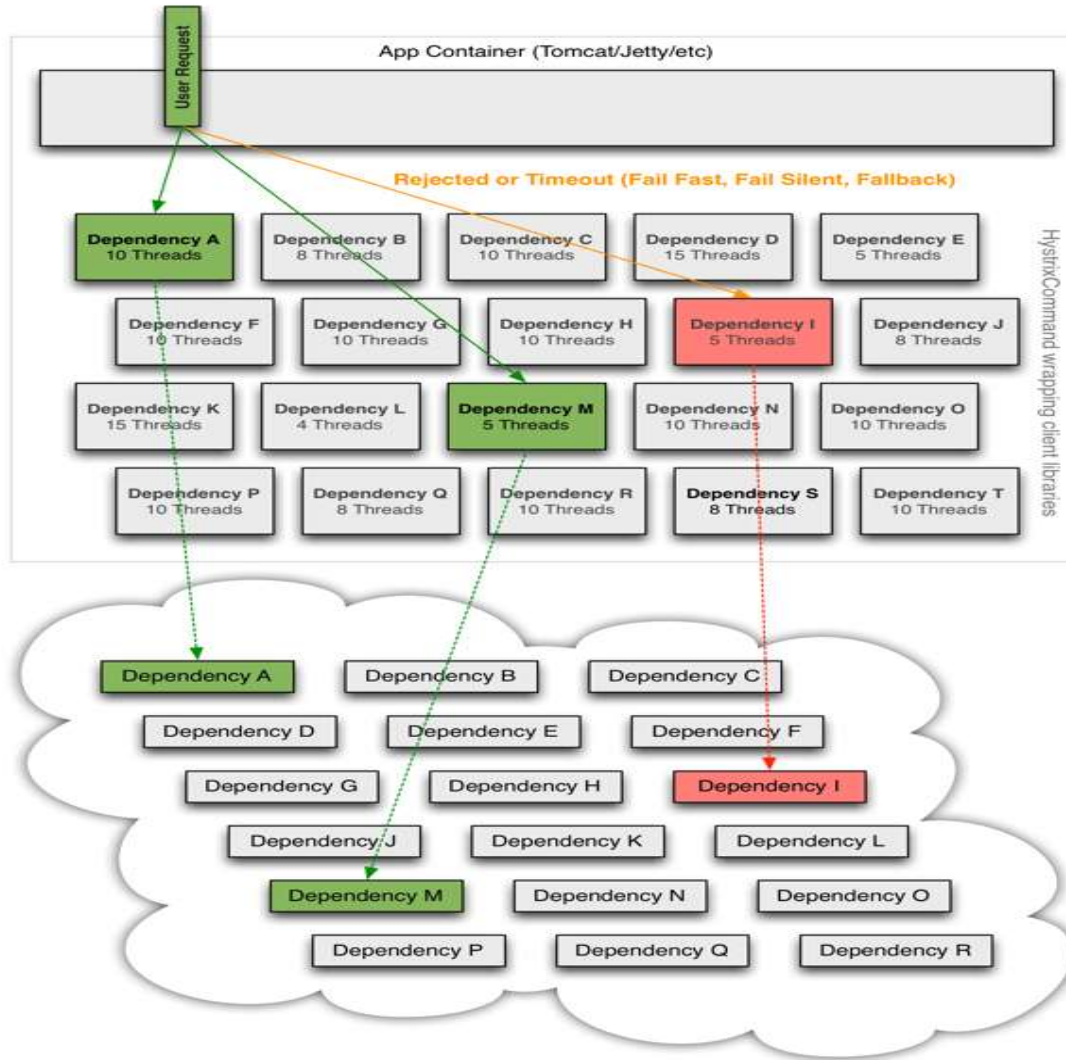 User Request
App Container (Tomcat/Jetty/etc)
Rejected or Timeout (Fail Fast, Fail Silent, Fallback)
Dependency A
10 Threads
Dependency B
8 Threads
Dependency C
10 Threads
Dependency D
15 Threads
Dependency E
5 Threads
Dependency F
10 Threads
Dependency G
10 Threads
Dependency H
10 Threads
Dependency I
5 Threads
Dependency J
8 Threads
Dependency K
15 Threads
Dependency L
4 Threads
Dependency M
5 Threads
Dependency N
10 Threads
Dependency O
10 Threads
Dependency P
10 Threads
Dependency Q
8 Threads
Dependency R
10 Threads
Dependency S
8 Threads
Dependency T
10 Threads
HystrixCommand wrapping client libraries
Dependency A
Dependency B
Dependency C
Dependency D
Dependency E
Dependency F
Dependency G
Dependency H
Dependency I
Dependency J
Dependency K
Dependency L
Dependency M
Dependency N
Dependency O
Dependency P
Dependency Q
Dependency R